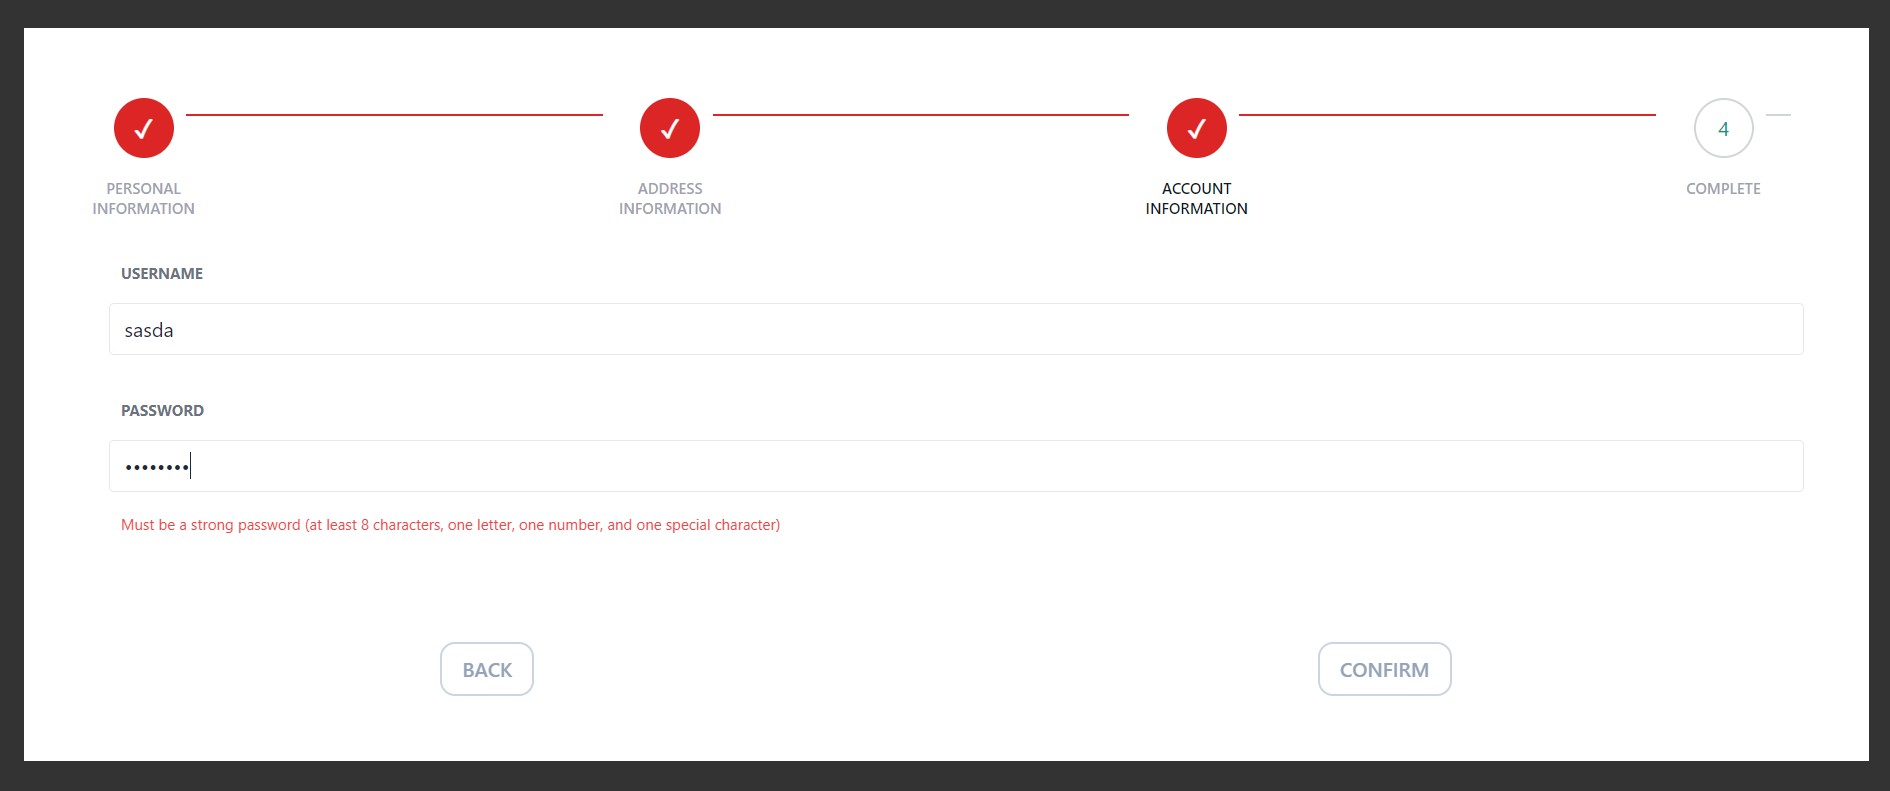 PERSONAL
INFORMATION
ADDRESS
INFORMATION
ACCOUNT
INFORMATION
4
COMPLETE
USERNAME
sasda
PASSWORD
••••••••
Must be a strong password (at least 8 characters, one letter, one number, and one special character)
BACK
CONFIRM